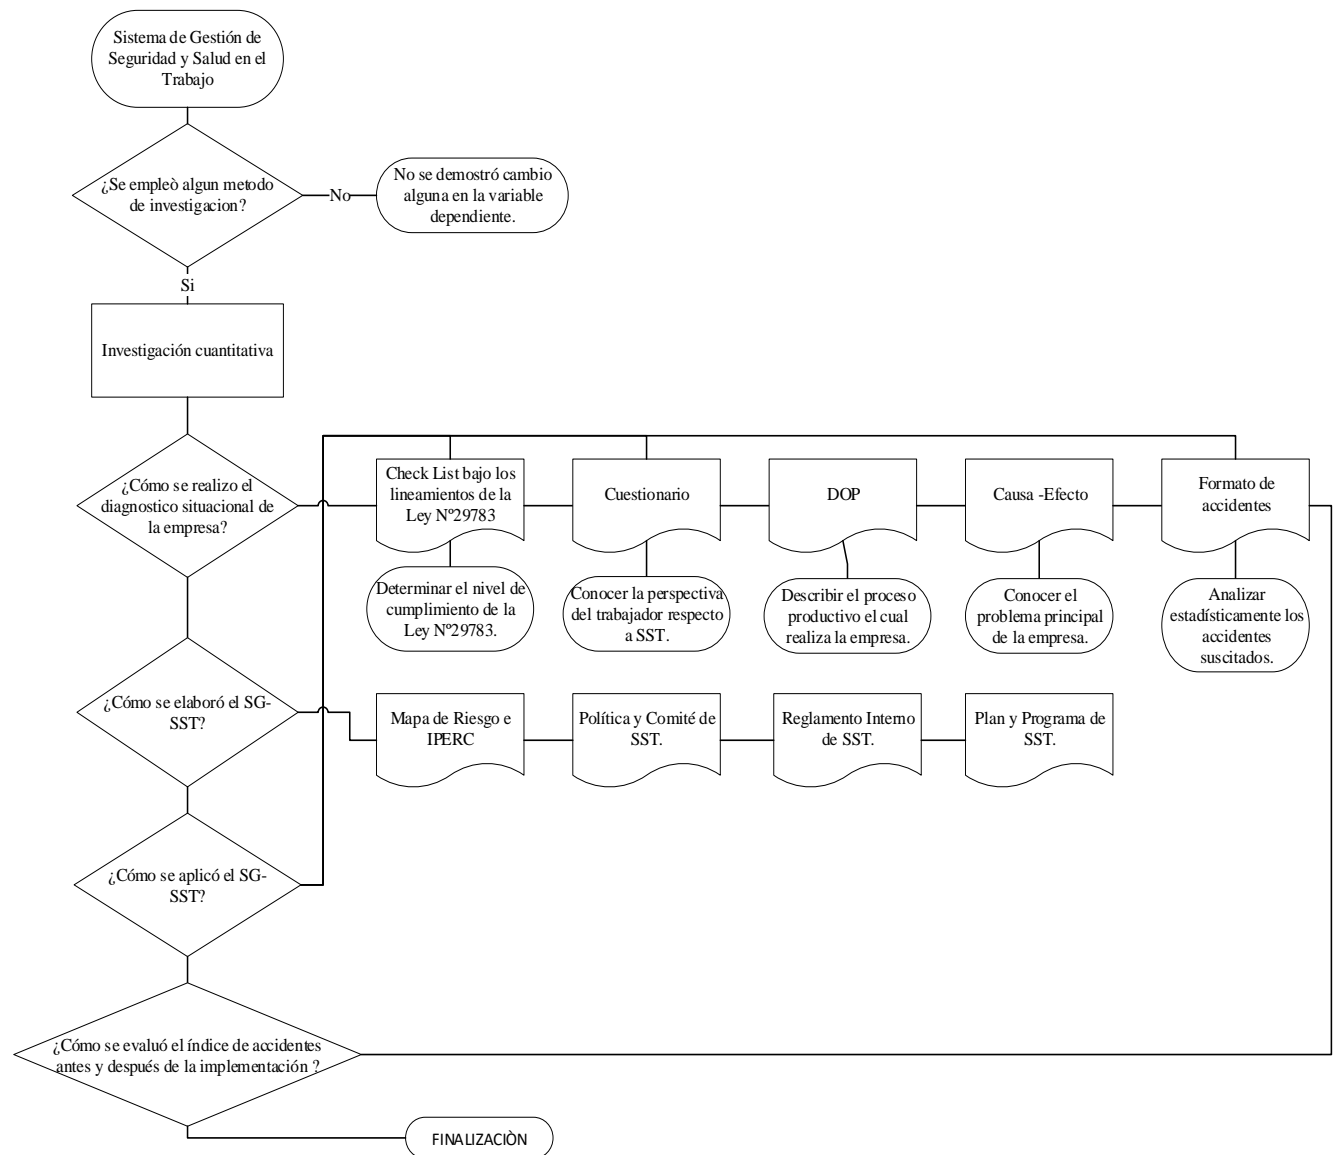 Sistema de Gestión de
Seguridad y Salud en el
Trabajo
¿Se empleò algun metodo
de investigacion?
No
No se demostró cambio
alguna en la variable
dependiente.
Si
Investigación cuantitativa
¿Cómo se realizo el
diagnostico situacional de
la empresa?
Check List bajo los
lineamientos de la
Ley Nº29783
Cuestionario
DOP
Causa -Efecto
Formato de
accidentes
Determinar el nivel de
cumplimiento de la
Ley Nº29783.
Conocer la perspectiva
del trabajador respecto
a SST.
Describir el proceso
productivo el cual
realiza la empresa.
Conocer el
problema principal
de la empresa.
Analizar
estadísticamente los
accidentes
suscitados.
¿Cómo se elaboró el SG-
SST?
Mapa de Riesgo e
IPERC
Política y Comité de
SST.
Reglamento Interno
de SST.
Plan y Programa de
SST.
¿Cómo se aplicó el SG-
SST?
¿Cómo se evaluó el índice de accidentes
antes y después de la implementación ?
FINALIZACIÒN